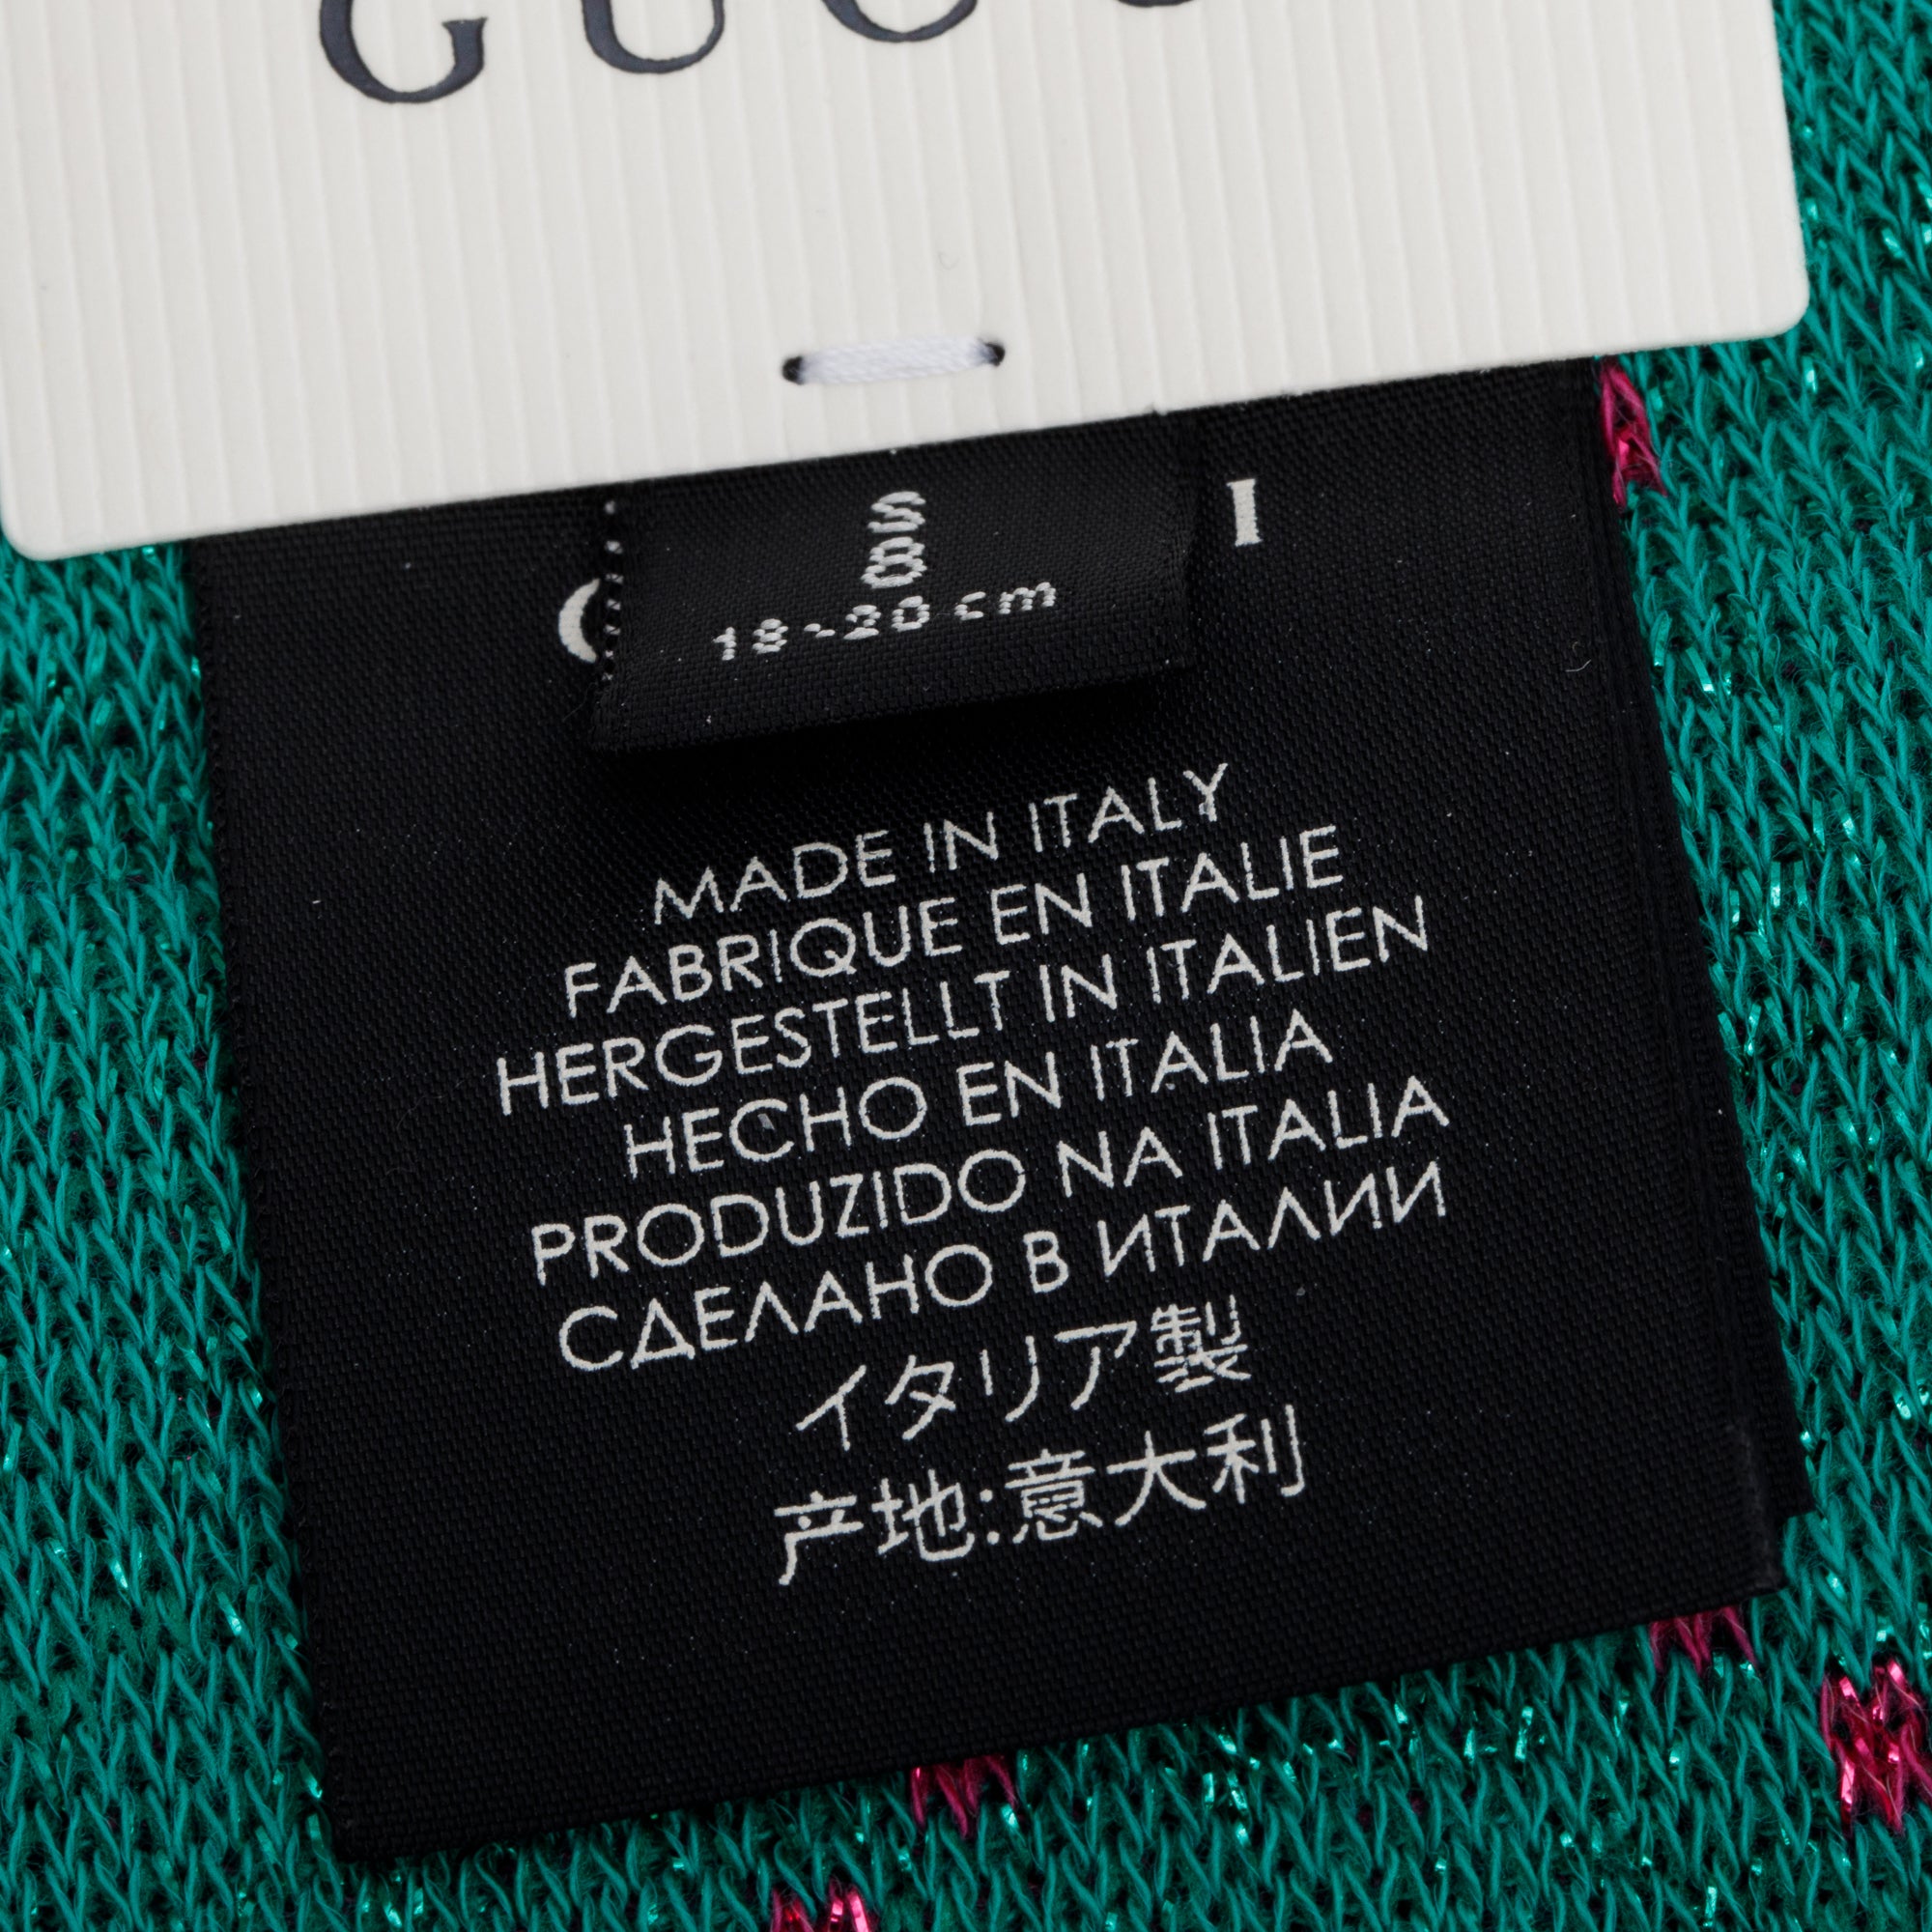 GUCC
S
8
18-20 cm
I
MADE IN ITALY
FABRIQUE EN ITALIE
HERGESTELLT IN ITALIEN
HECHO EN ITALIA
PRODUZIDO NA ITALIA
СДЕЛАНО В ИТАЛИИ
イタリア製
产地:意大利